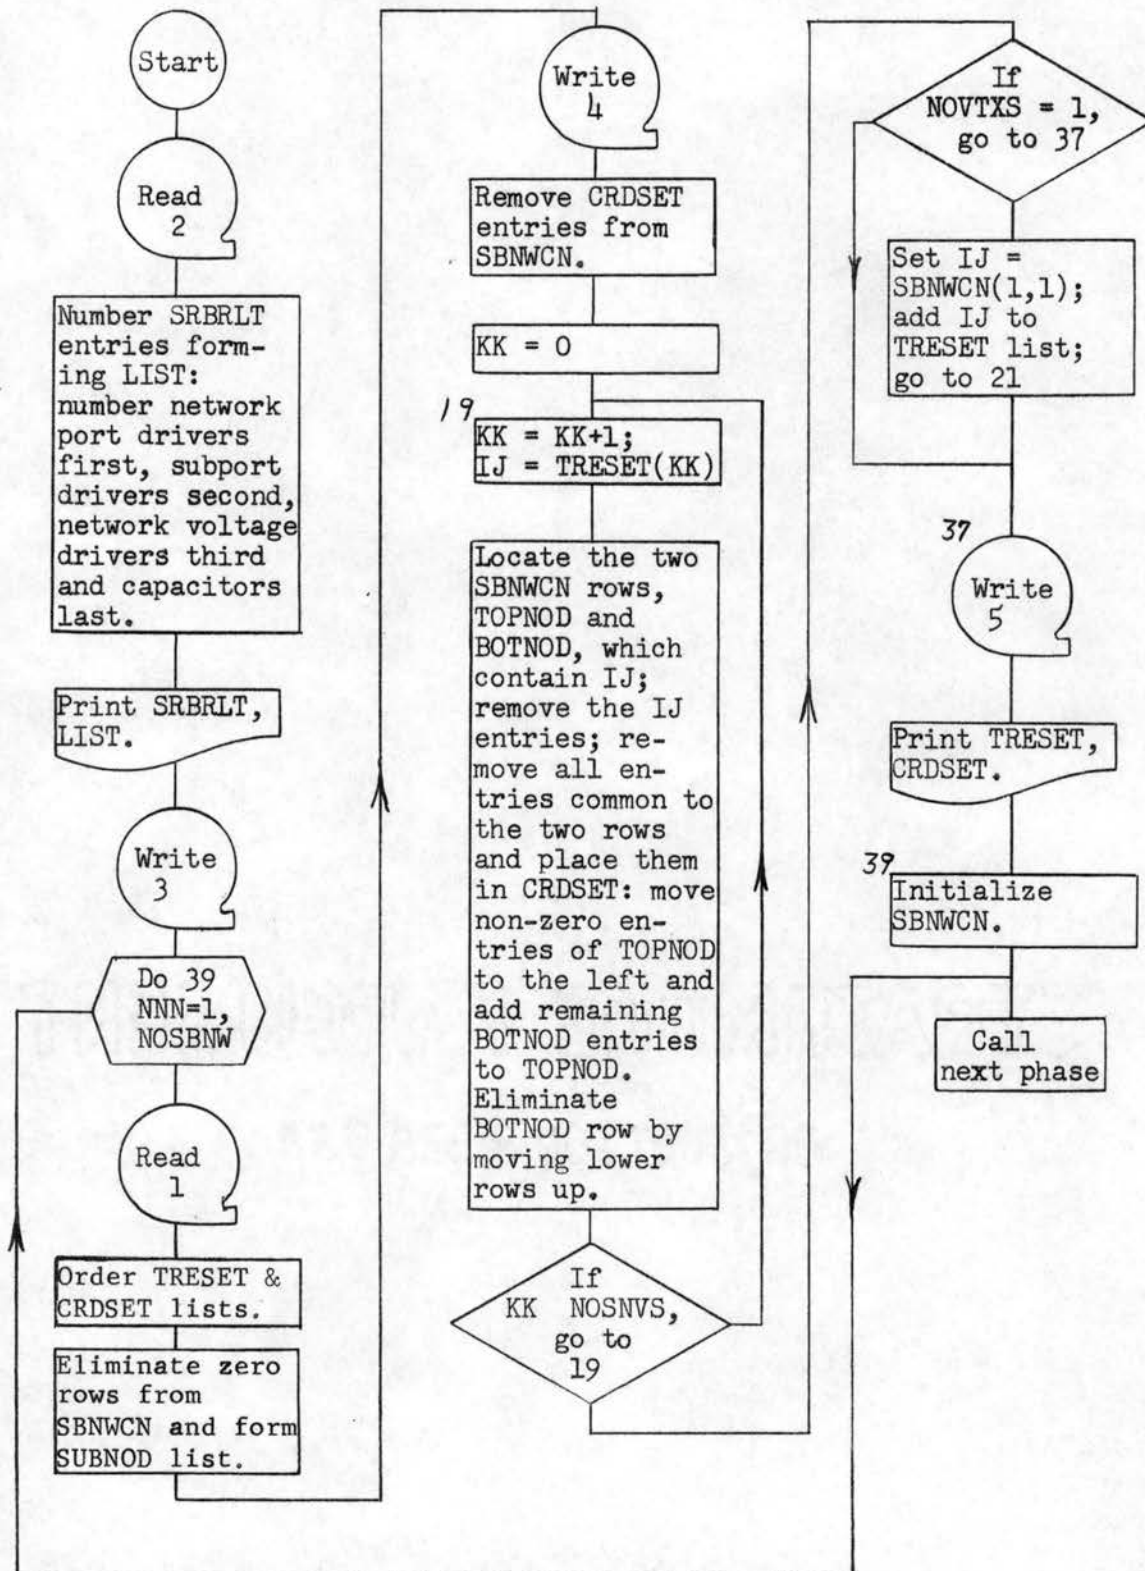 Start
Read
2
Number SRBRLT
entries form-
ing LIST:
number network
port drivers
first, subport
drivers second,
network voltage
drivers third
and capacitors
last.
Print SRBRLT,
LIST.
Write
3
Do 39
NNN=1,
NOSBNW
Read
1
Order TRESET &
CRDSET lists.
Eliminate zero
rows from
SBNWCN and form
SUBNOD list.
Write
4
Remove CRDSET
entries from
SBNWCN.
KK = 0
19
KK = KK+1;
IJ = TRESET(KK)
Locate the two
SBNWCN rows,
TOPNOD and
BOTNOD, which
contain IJ;
remove the IJ
entries; re-
move all en-
tries common to
the two rows
and place them
in CRDSET: move
non-zero en-
tries of TOPNOD
to the left and
add remaining
BOTNOD entries
to TOPNOD.
Eliminate
BOTNOD row by
moving lower
rows up.
If
KK NOSNVS,
go to
19
If
NOVTXS = 1,
go to 37
Set IJ =
SBNWCN(1,1);
add IJ to
TRESET list;
go to 21
37
Write
5
Print TRESET,
CRDSET.
39
Initialize
SBNWCN.
Call
next phase